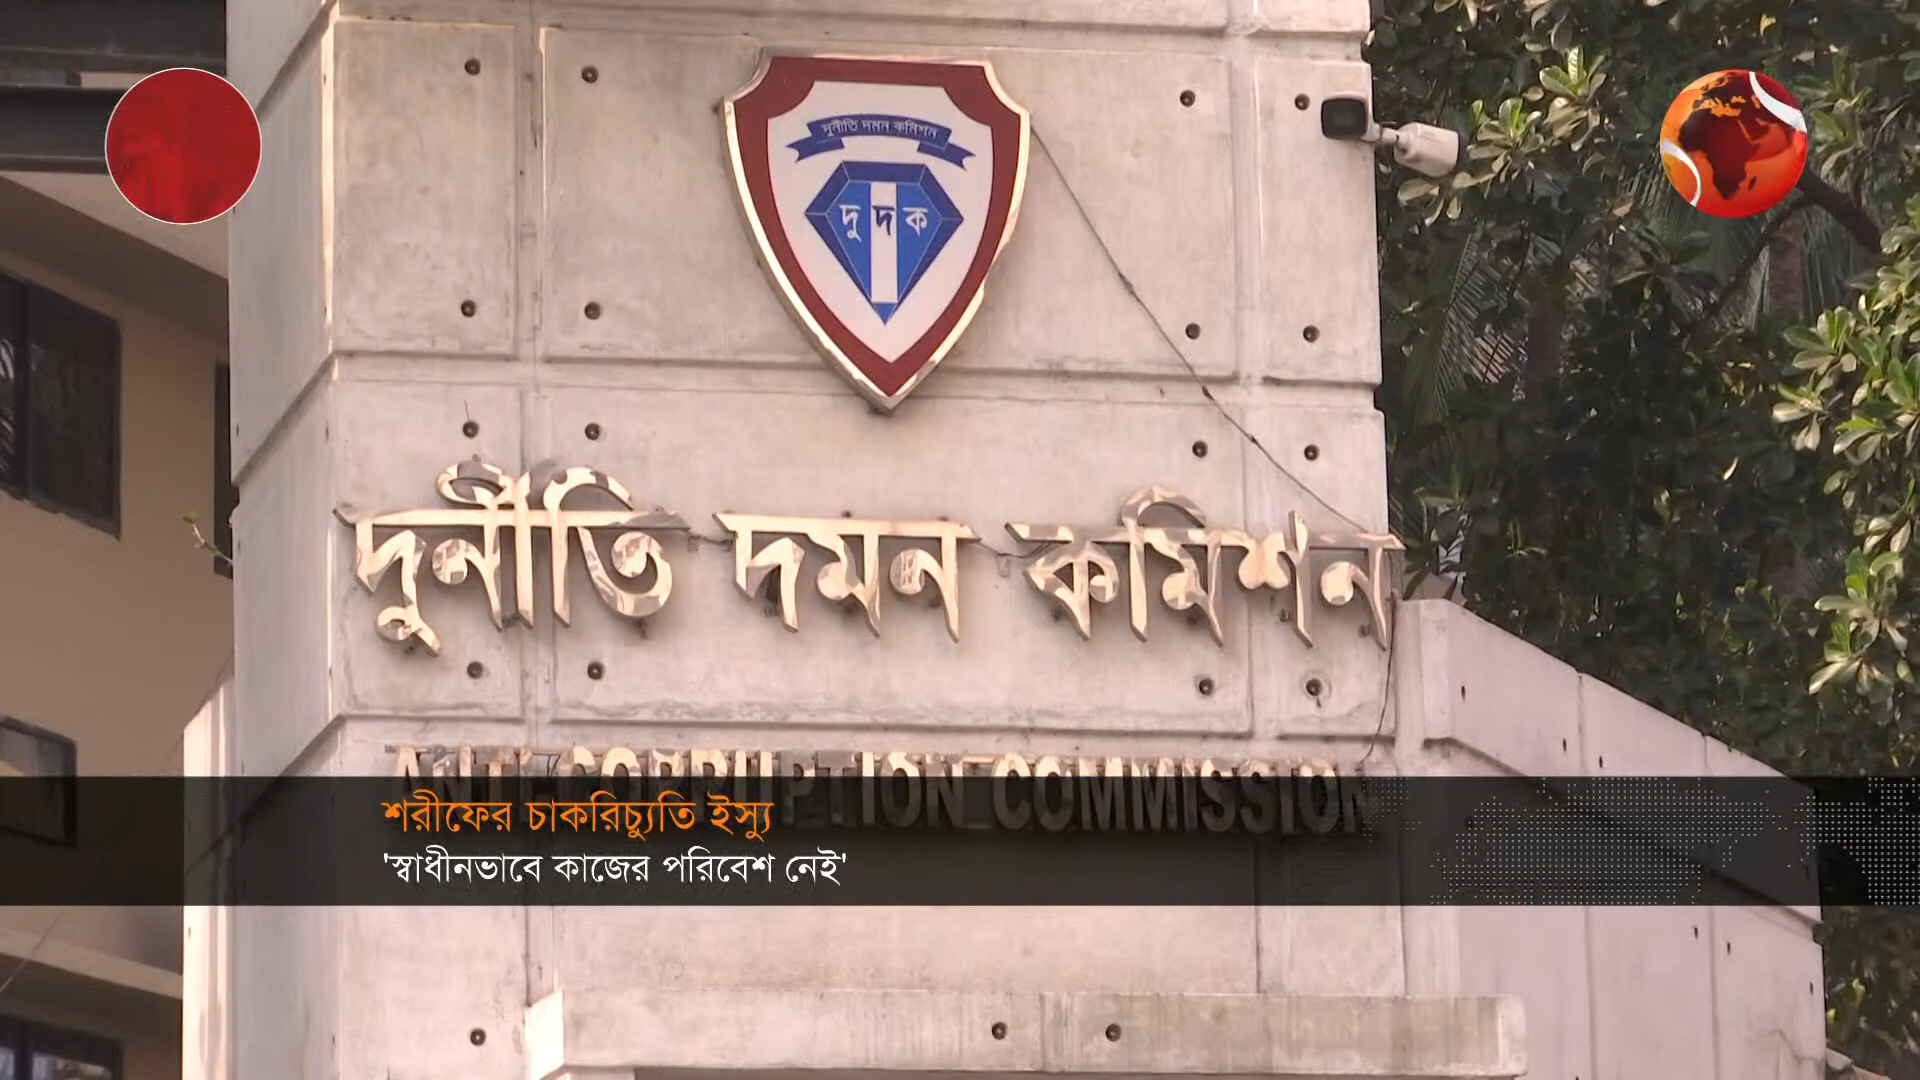 দুর্নীতি দমন কমিশন
দু দ ক
দুর্নীতি দমন কমিশন
ANTI-CORRUPTION COMMISSION
শরীফের চাকরিচ্যুতি ইস্যু
'স্বাধীনভাবে কাজের পরিবেশ নেই'